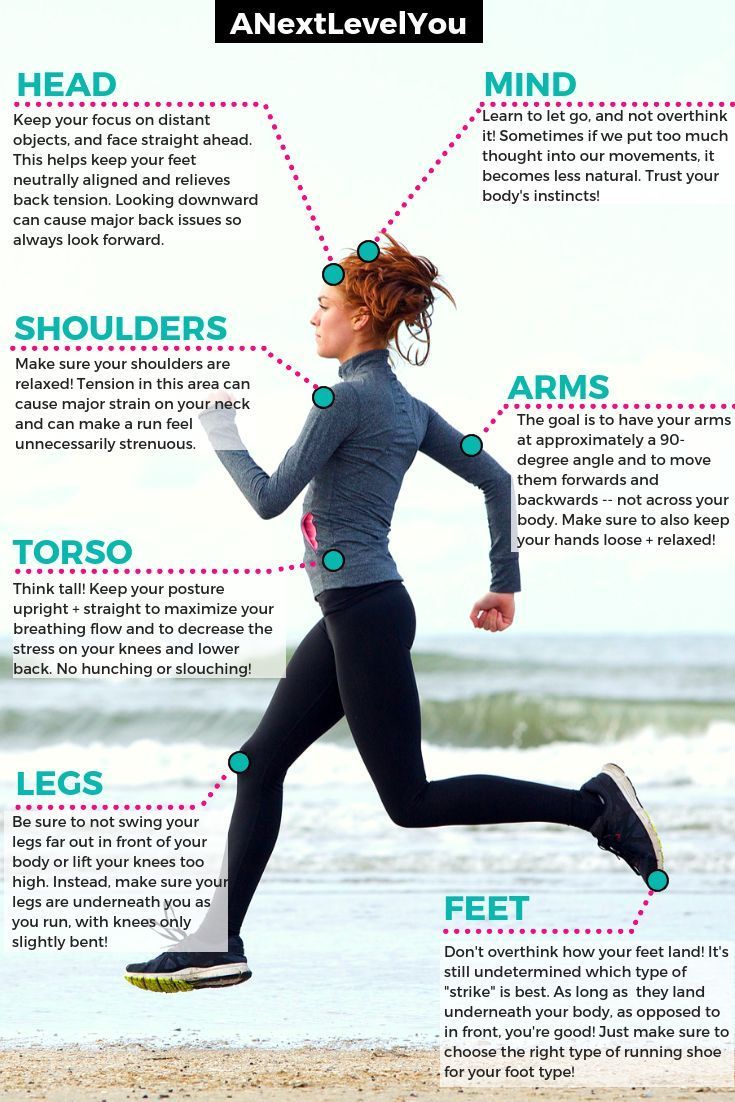 ANextLevelYou
HEAD
Keep your focus on distant
objects, and face straight ahead.
This helps keep your feet
neutrally aligned and relieves
back tension. Looking downward
can cause major back issues so
always look forward.
MIND
Learn to let go, and not overthink
it! Sometimes if we put too much
thought into our movements, it
becomes less natural. Trust your
body's instincts!
SHOULDERS
Make sure your shoulders are
relaxed! Tension in this area can
cause major strain on your neck
and can make a run feel
unnecessarily strenuous.
ARMS
The goal is to have your arms
at approximately a 90-
degree angle and to move
them forwards and
backwards -- not across your
body. Make sure to also keep
your hands loose + relaxed!
TORSO
Think tall! Keep your posture
upright + straight to maximize your
breathing flow and to decrease the
stress on your knees and lower
back. No hunching or slouching!
LEGS
Be sure to not swing your
legs far out in front of your
body or lift your knees too
high. Instead, make sure your
legs are underneath you as
you run, with knees only
slightly bent!
FEET
Don't overthink how your feet land! It's
still undetermined which type of
"strike" is best. As long as they land
underneath your body, as opposed to
in front, you're good! Just make sure to
choose the right type of running shoe
for your foot type!